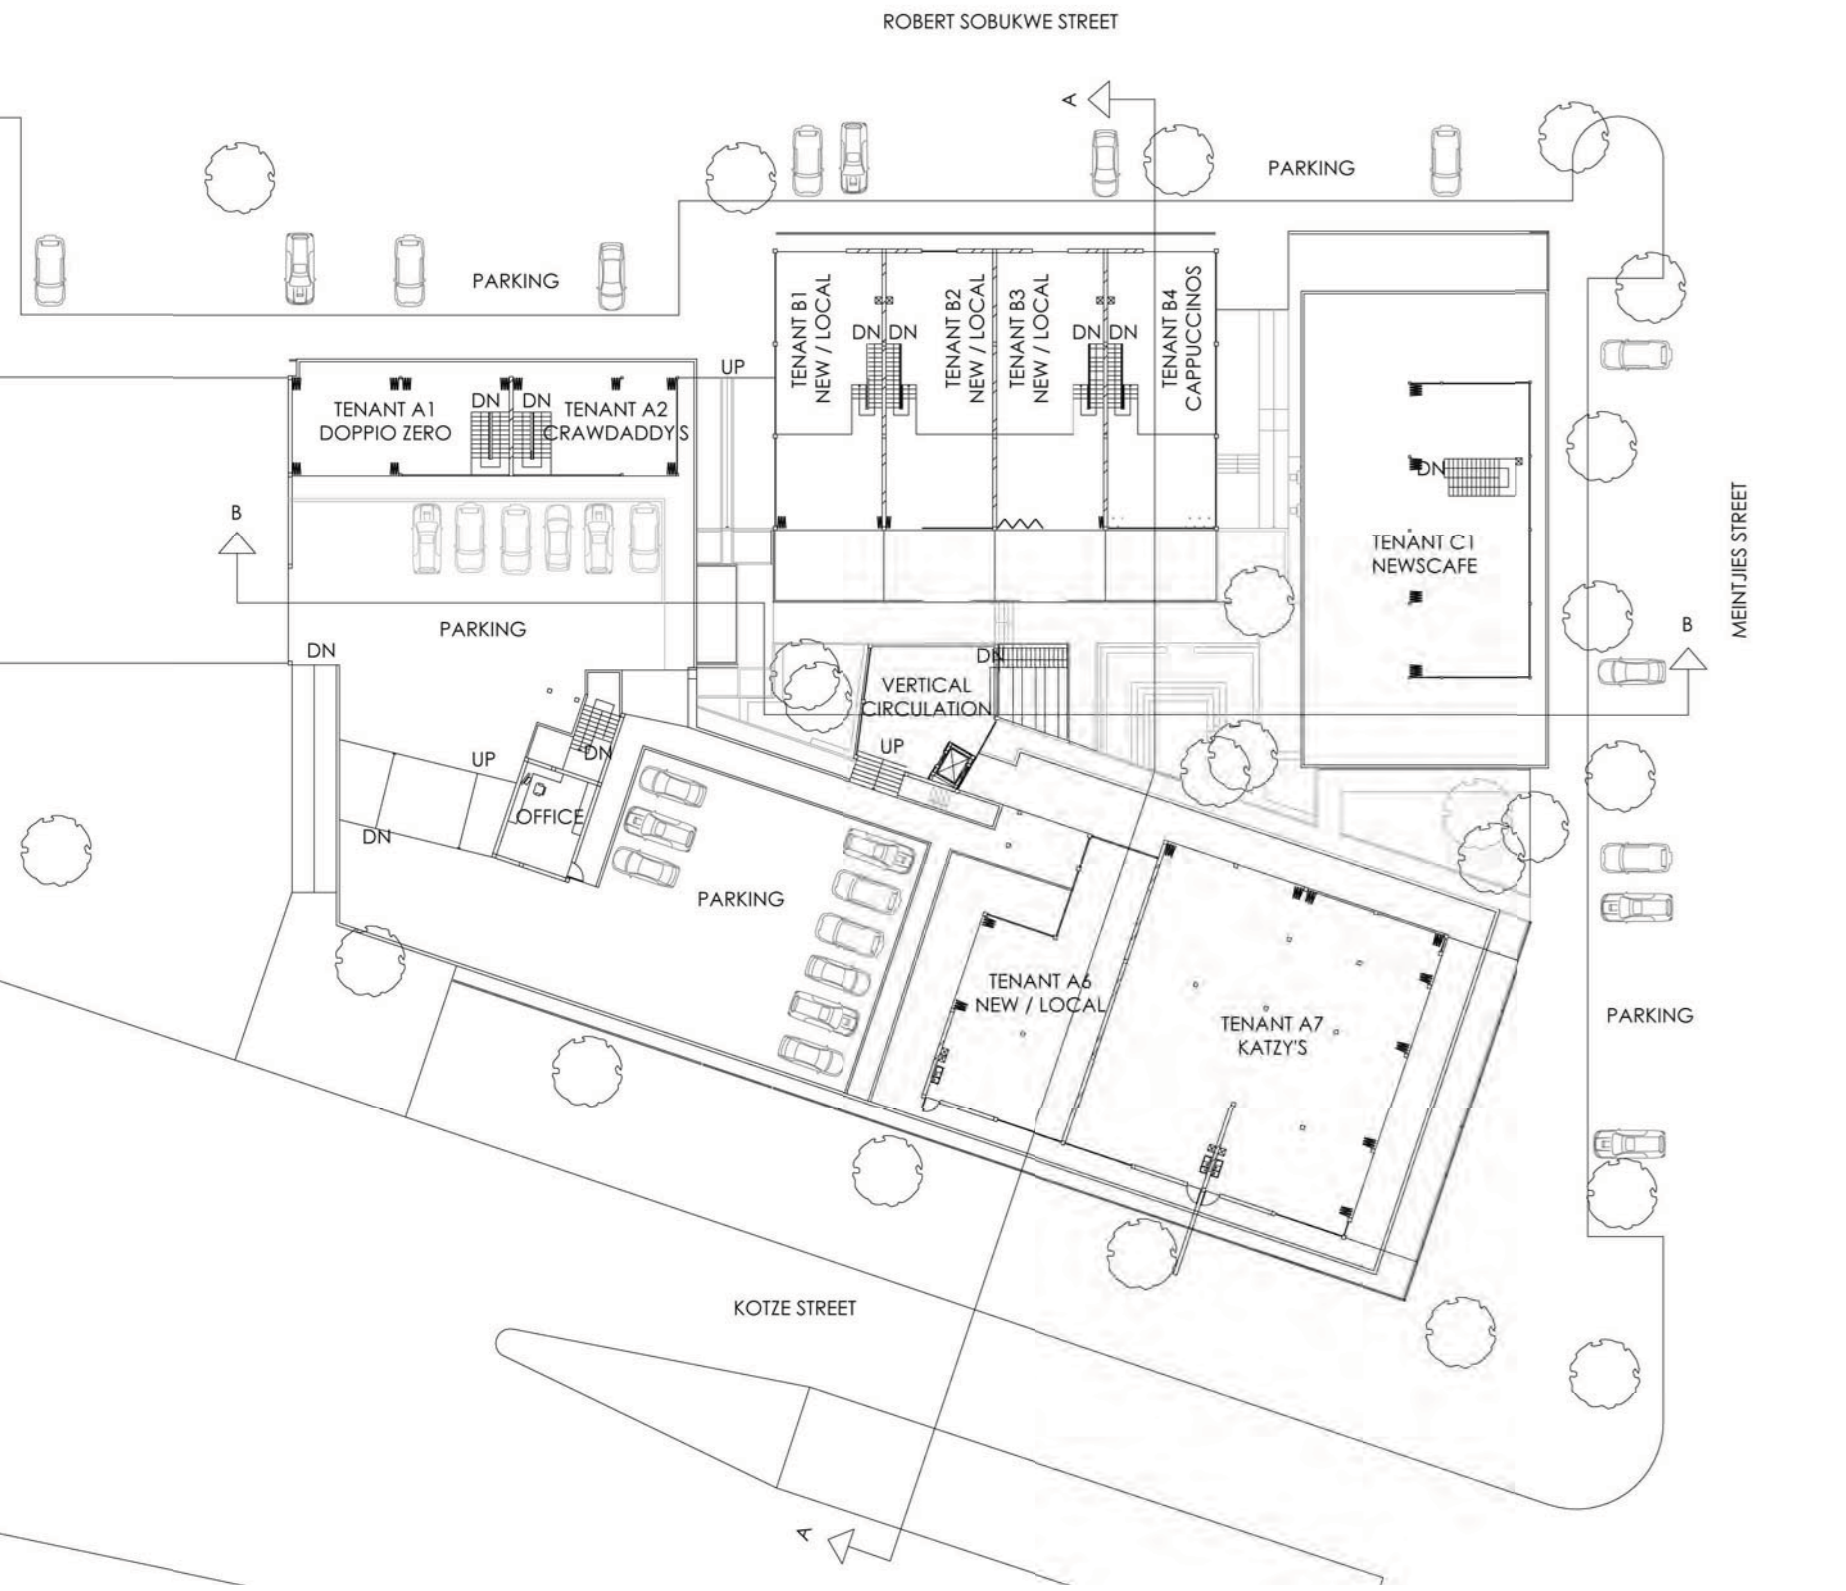 ROBERT SOBUKWE STREET
A
PARKING
PARKING
TENANT B1
NEW / LOCAL
TENANT B2
NEW / LOCAL
TENANT B3
NEW / LOCAL
TENANT B4
CAPPUCCINOS
DN
DN
DN
DN
UP
TENANT A1
DOPPIO ZERO
DN
DN
TENANT A2
CRAWDADDY'S
DN
TENANT C1
NEWSCAFE
MEINTJIES STREET
B
B
PARKING
DN
DN
VERTICAL
CIRCULATION
UP
UP
DN
OFFICE
DN
PARKING
TENANT A6
NEW / LOCAL
TENANT A7
KATZY'S
PARKING
KOTZE STREET
A